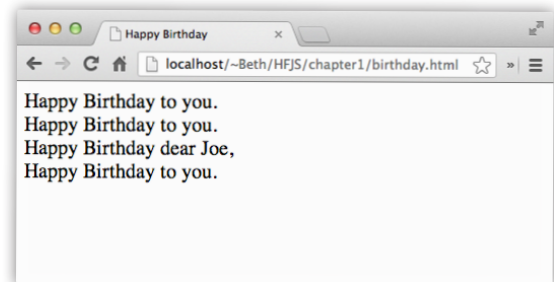 Happy Birthday
localhost/~Beth/HFJS/chapter1/birthday.html
Happy Birthday to you.
Happy Birthday to you.
Happy Birthday dear Joe,
Happy Birthday to you.